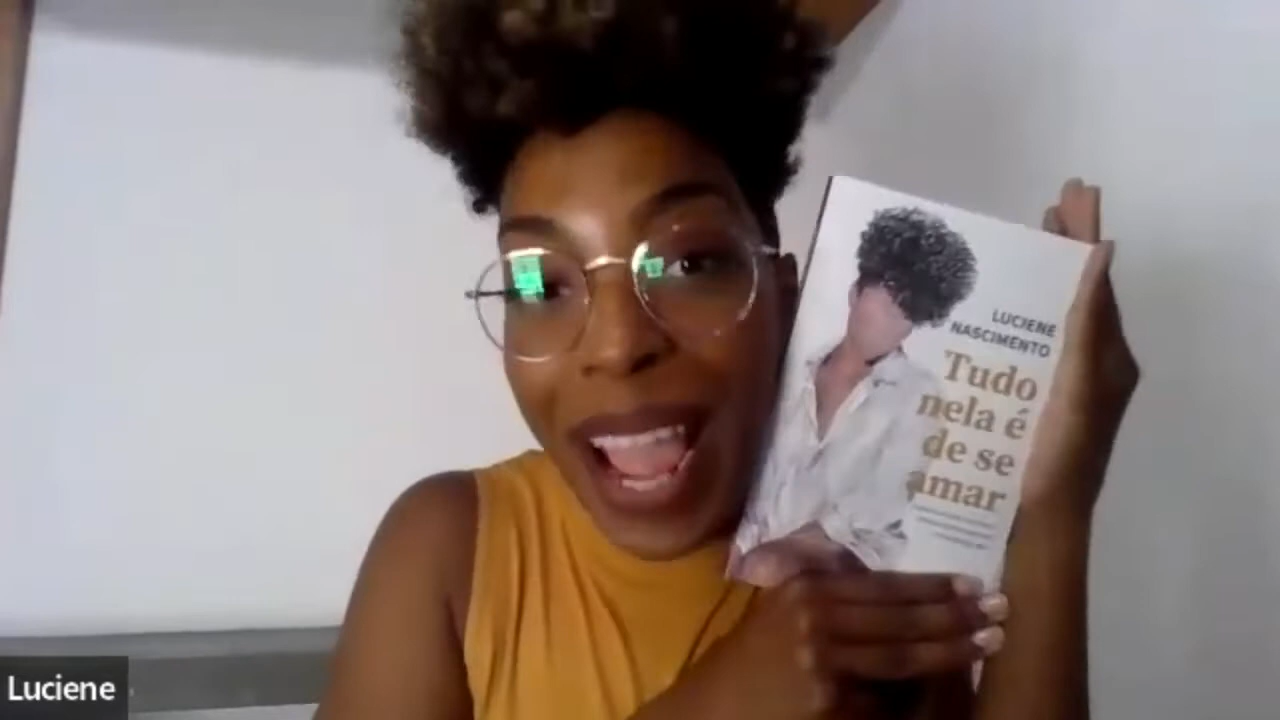 LUCIENE
NASCIMENTO
Tudo
nela é
de se
amar
Luciene